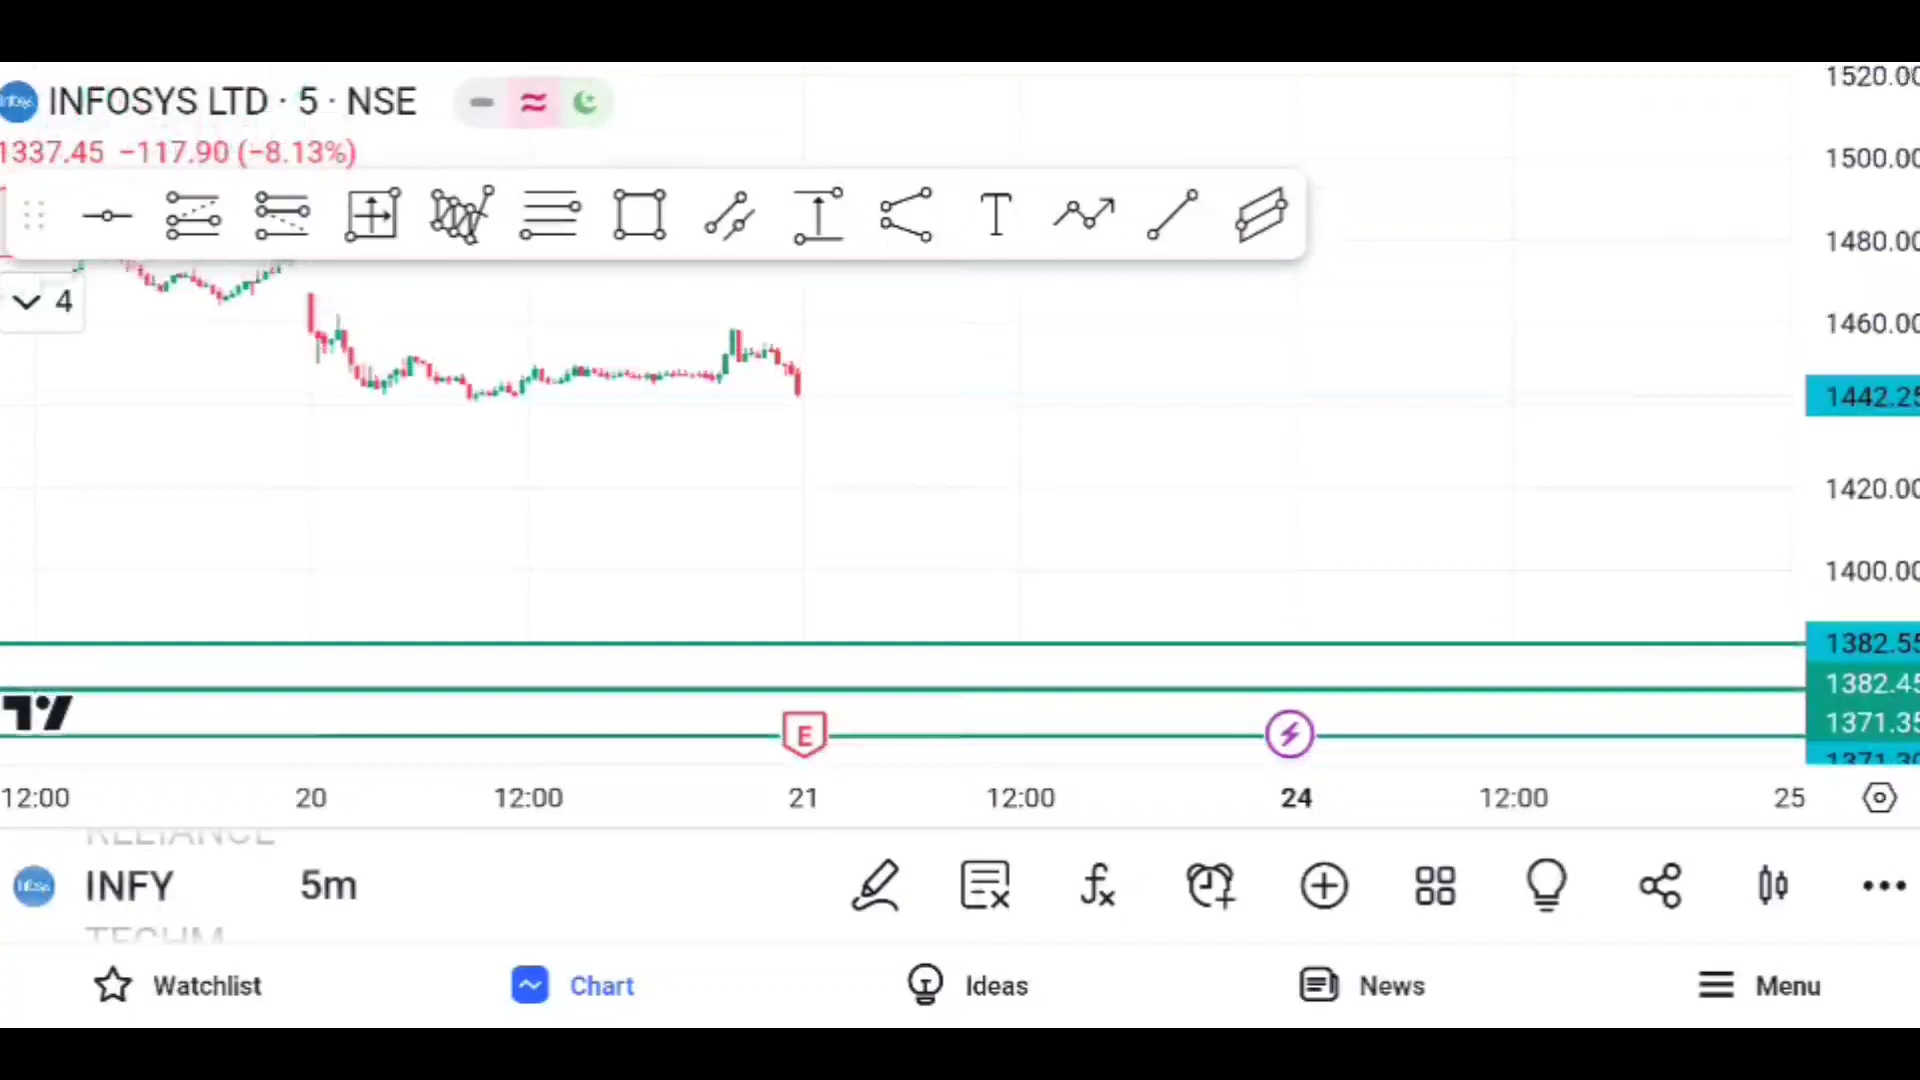 INFOSYS LTD · 5 · NSE
1337.45 −117.90 (−8.13%)
T
4
1520.00
1500.00
1480.00
1460.00
1442.25
1420.00
1400.00
1382.55
1382.45
1371.35
1371.30
E
12:00 20 12:00 21 12:00 24 12:00 25
RELIANCE
INFY 5m
TECHM
Watchlist Chart Ideas News Menu